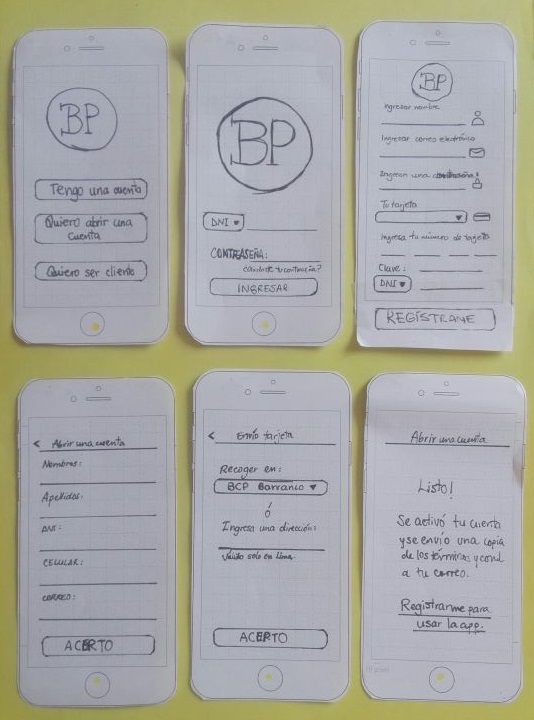 BP
Tengo una cuenta
Quiero abrir una
cuenta
Quiero ser cliente
BP
DNI
CONTRASEÑA:
tu contraseña?
INGRESAR
BP
Ingresar nombre
Ingresar correo electrónico
Ingresar una
Tu tarjeta
Ingresa tu número de tarjeta
Clave:
DNI
REGÍSTRAME
< Abrir una cuenta
Nombres:
Apellidos:
DNI:
CELULAR:
CORREO:
ACEPTO
< Envío tarjeta
Recoger en:
BCP Barranco
ó
Ingresa una dirección:
Válido solo en Lima.
ACEPTO
Abrir una cuenta
Listo!
Se activó tu cuenta
y se envío una copia
de los términos y cond
a tu correo.
Registrarme para
usar la app.